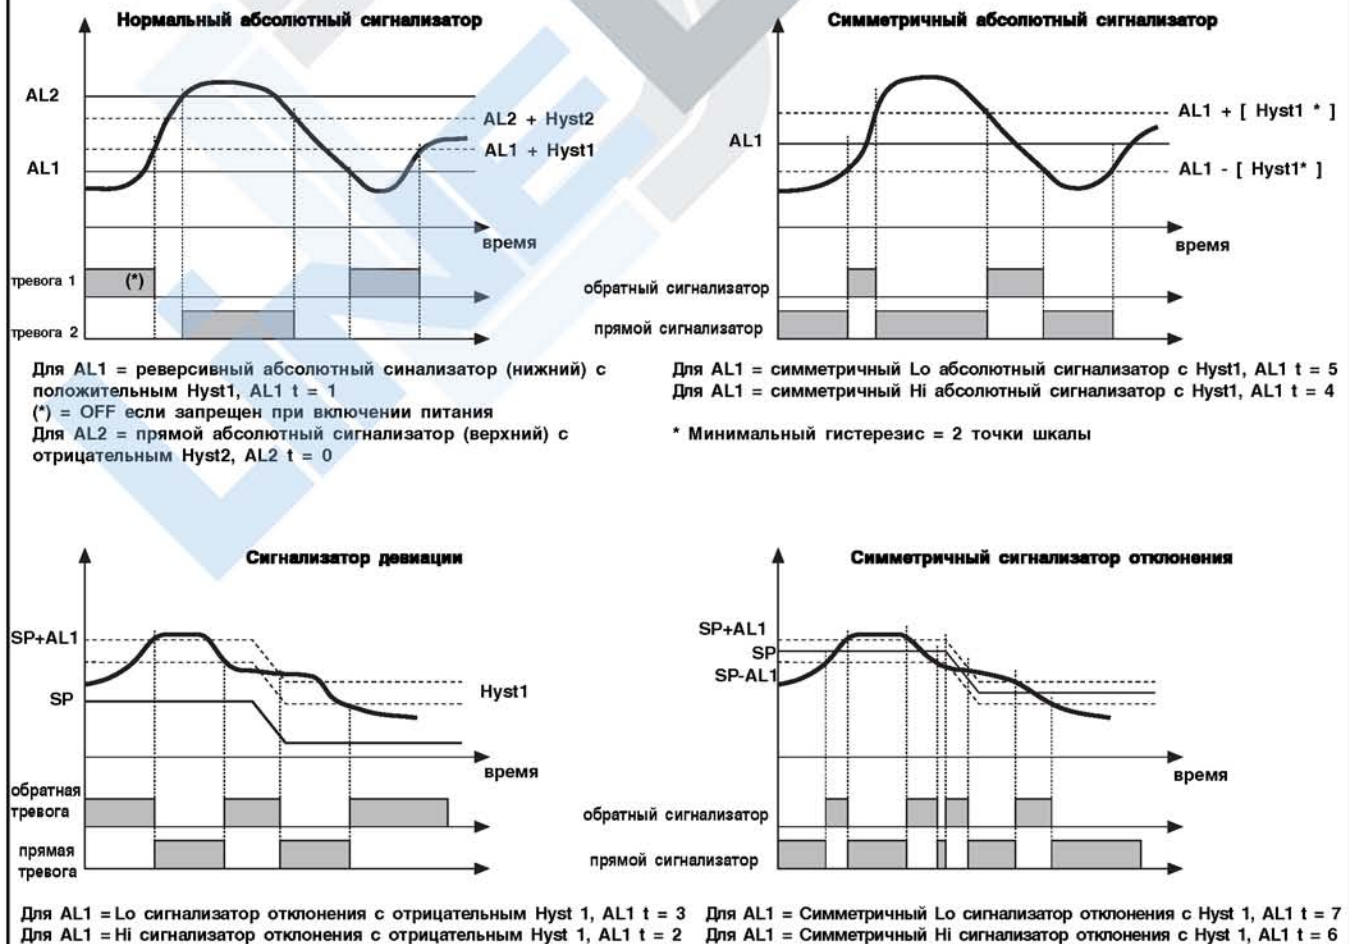 Нормальный абсолютный сигнализатор
AL2
AL2 + Hyst2
AL1 + Hyst1
AL1
время
тревога 1
(*)
тревога 2
Для AL1 = реверсивный абсолютный синализатор (нижний) с
положительным Hyst1, AL1 t = 1
(*) = OFF если запрещен при включении питания
Для AL2 = прямой абсолютный сигнализатор (верхний) с
отрицательным Hyst2, AL2 t = 0
Симметричный абсолютный сигнализатор
AL1 + [ Hyst1 * ]
AL1
AL1 - [ Hyst1* ]
время
обратный сигнализатор
прямой сигнализатор
Для AL1 = симметричный Lo абсолютный сигнализатор с Hyst1, AL1 t = 5
Для AL1 = симметричный Hi абсолютный сигнализатор с Hyst1, AL1 t = 4
* Минимальный гистерезис = 2 точки шкалы
Сигнализатор девиации
SP+AL1
Hyst1
SP
время
обратная
тревога
прямая
тревога
Для AL1 = Lo сигнализатор отклонения с отрицательным Hyst 1, AL1 t = 3
Для AL1 = Hi сигнализатор отклонения с отрицательным Hyst 1, AL1 t = 2
Симметричный сигнализатор отклонения
SP+AL1
SP
SP-AL1
время
обратный сигнализатор
прямой сигнализатор
Для AL1 = Симметричный Lo сигнализатор отклонения с Hyst 1, AL1 t = 7
Для AL1 = Симметричный Hi сигнализатор отклонения с Hyst 1, AL1 t = 6